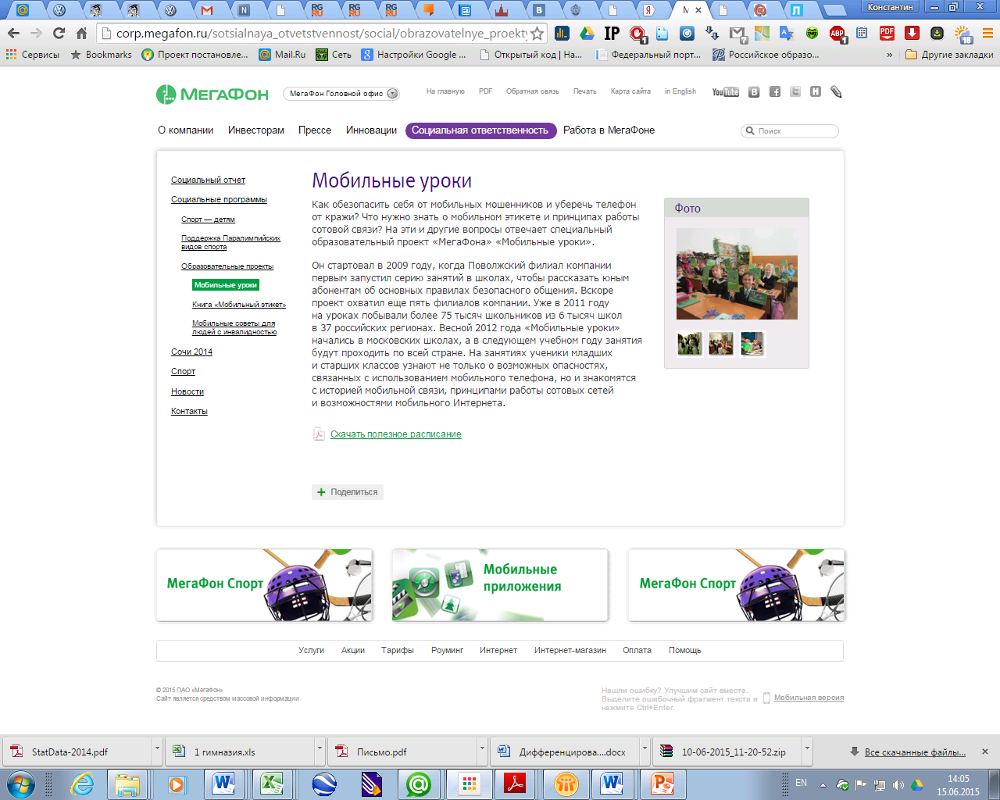 Константин
corp.megafon.ru/sotsialnaya_otvetstvennost/social/obrazovatelnye_proekty
Сервисы Bookmarks Проект постановле... Mail.Ru Сеть Настройки Google ... Открытый код | На... Федеральный порт... Российское образо... » Другие закладки
МЕГАФОН МегаФон Головной офис На главную PDF Обратная связь Печать Карта сайта in English YouTube
О компании Инвесторам Прессе Инновации Социальная ответственность Работа в МегаФоне Поиск
Социальный отчет
Социальные программы
Спорт — детям
Поддержка Паралимпийских
видов спорта
Образовательные проекты
Мобильные уроки
Книга «Мобильный этикет»
Мобильные советы для
людей с инвалидностью
Сочи 2014
Спорт
Новости
Контакты
Мобильные уроки
Как обезопасить себя от мобильных мошенников и уберечь телефон
от кражи? Что нужно знать о мобильном этикете и принципах работы
сотовой связи? На эти и другие вопросы отвечает специальный
образовательный проект «МегаФона» «Мобильные уроки».
Он стартовал в 2009 году, когда Поволжский филиал компании
первым запустил серию занятий в школах, чтобы рассказать юным
абонентам об основных правилах безопасного общения. Вскоре
проект охватил еще пять филиалов компании. Уже в 2011 году
на уроках побывали более 75 тысяч школьников из 6 тысяч школ
в 37 российских регионах. Весной 2012 года «Мобильные уроки»
начались в московских школах, а в следующем учебном году занятия
будут проходить по всей стране. На занятиях ученики младших
и старших классов узнают не только о возможных опасностях,
связанных с использованием мобильного телефона, но и знакомятся
с историей мобильной связи, принципами работы сотовых сетей
и возможностями мобильного Интернета.
Скачать полезное расписание
Поделиться
Фото
МегаФон Спорт
Мобильные
приложения
МегаФон Спорт
Услуги Акции Тарифы Роуминг Интернет Интернет-магазин Оплата Помощь
© 2015 ПАО «МегаФон»
Сайт является средством массовой информации
Нашли ошибку? Улучшим сайт вместе.
Выделите ошибочный фрагмент текста и
нажмите Ctrl+Enter.
Мобильная версия
StatData-2014.pdf 1 гимназия.xls Письмо.pdf Дифференцирова....docx 10-06-2015_11-20-52.zip Все скачанные файлы...
EN 14:05
15.06.2015